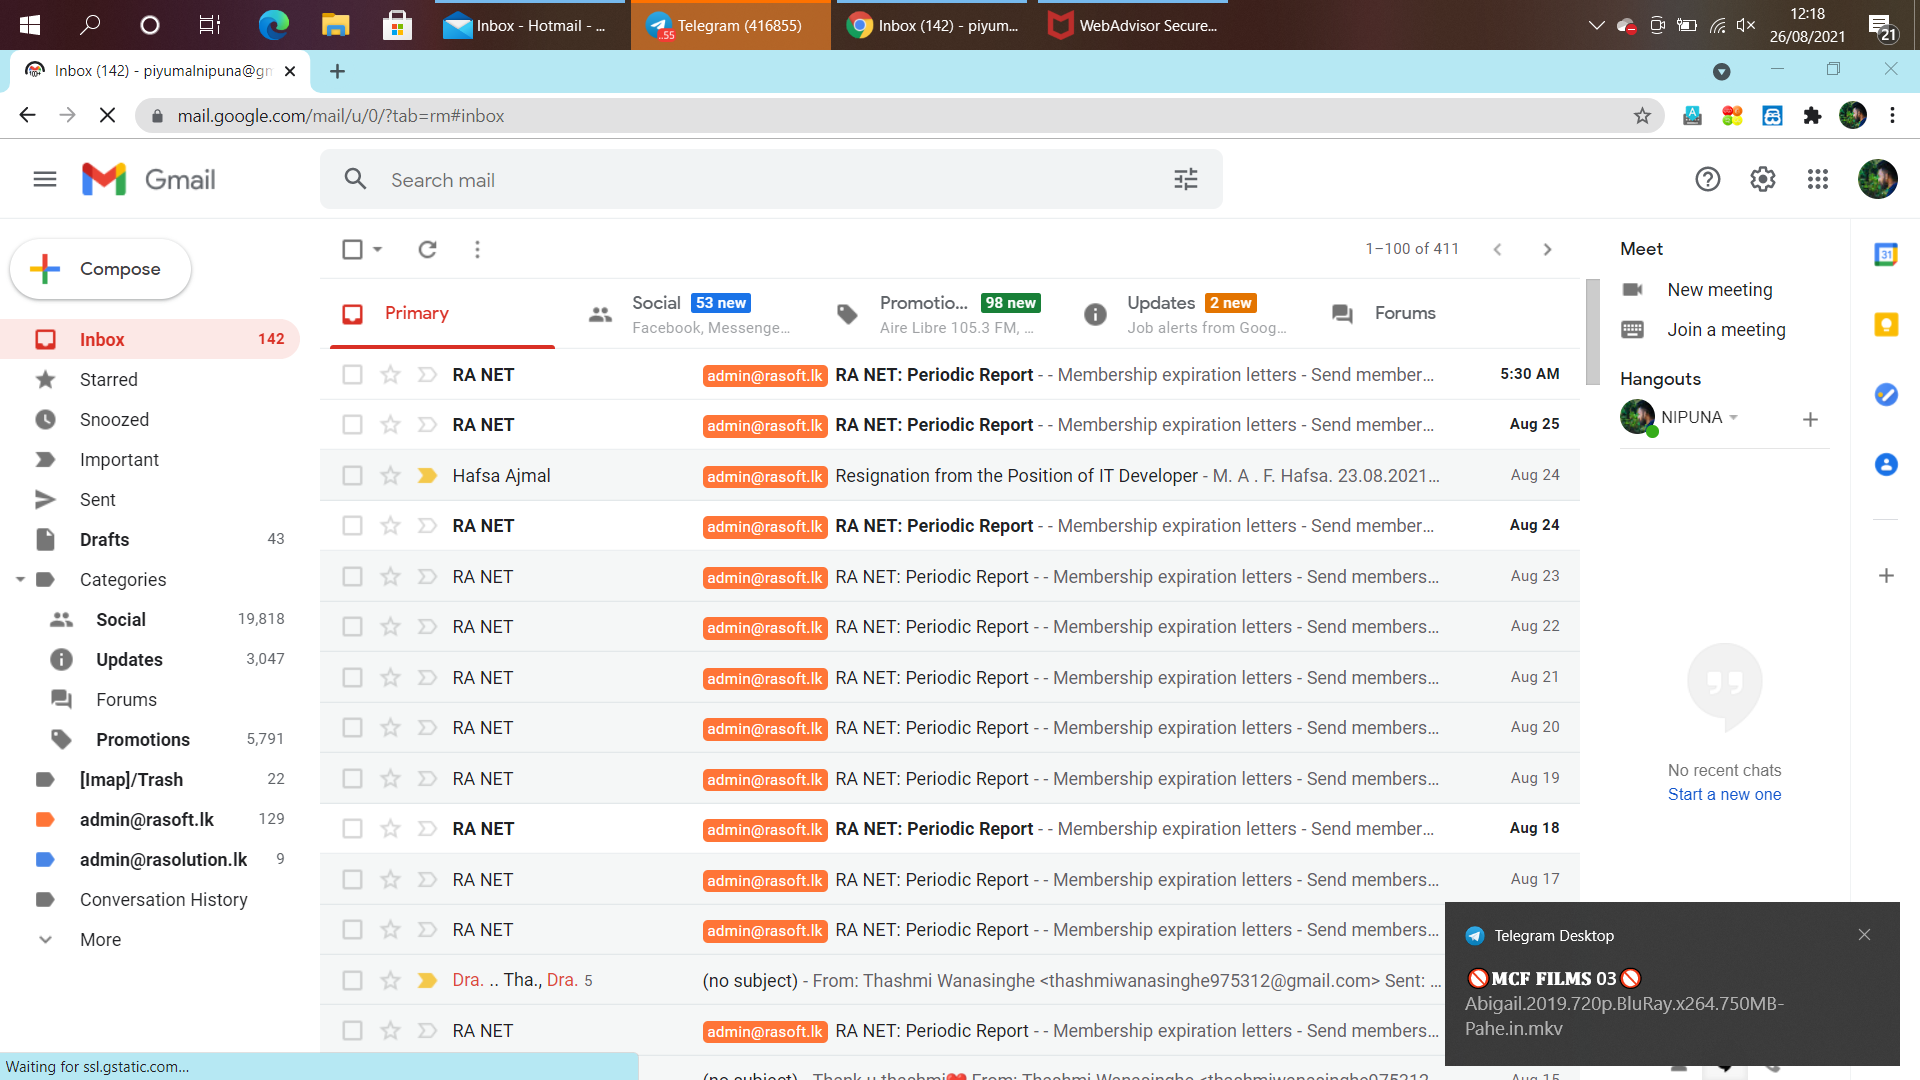 Inbox - Hotmail - ...
..55
Telegram (416855)
Inbox (142) - piyum...
WebAdvisor Secure...
12:18
26/08/2021
21
Inbox (142) - piyumalnipuna@gm
mail.google.com/mail/u/0/?tab=rm#inbox
Gmail
Search mail
Compose
1–100 of 411
Inbox 142
Starred
Snoozed
Important
Sent
Drafts 43
Categories
Social 19,818
Updates 3,047
Forums
Promotions 5,791
[Imap]/Trash 22
admin@rasoft.lk 129
admin@rasolution.lk 9
Conversation History
More
Primary
Social 53 new
Facebook, Messenge...
Promotio... 98 new
Aire Libre 105.3 FM, ...
Updates 2 new
Job alerts from Goog...
Forums
RA NET admin@rasoft.lk RA NET: Periodic Report - - Membership expiration letters - Send member... 5:30 AM
RA NET admin@rasoft.lk RA NET: Periodic Report - - Membership expiration letters - Send member... Aug 25
Hafsa Ajmal admin@rasoft.lk Resignation from the Position of IT Developer - M. A . F. Hafsa. 23.08.2021... Aug 24
RA NET admin@rasoft.lk RA NET: Periodic Report - - Membership expiration letters - Send member... Aug 24
RA NET admin@rasoft.lk RA NET: Periodic Report - - Membership expiration letters - Send members... Aug 23
RA NET admin@rasoft.lk RA NET: Periodic Report - - Membership expiration letters - Send members... Aug 22
RA NET admin@rasoft.lk RA NET: Periodic Report - - Membership expiration letters - Send members... Aug 21
RA NET admin@rasoft.lk RA NET: Periodic Report - - Membership expiration letters - Send members... Aug 20
RA NET admin@rasoft.lk RA NET: Periodic Report - - Membership expiration letters - Send members... Aug 19
RA NET admin@rasoft.lk RA NET: Periodic Report - - Membership expiration letters - Send member... Aug 18
RA NET admin@rasoft.lk RA NET: Periodic Report - - Membership expiration letters - Send members... Aug 17
RA NET admin@rasoft.lk RA NET: Periodic Report - - Membership expiration letters - Send members...
Dra. .. Tha., Dra. 5 (no subject) - From: Thashmi Wanasinghe <thashmiwanasinghe975312@gmail.com> Sent: ...
RA NET admin@rasoft.lk RA NET: Periodic Report - - Membership expiration letters - Send members...
(no subject) - Thank u thashmi❤ From: Thashmi Wanasinghe <thashmiwanasinghe975312 Aug 15
Meet
New meeting
Join a meeting
Hangouts
NIPUNA
31
No recent chats
Start a new one
Telegram Desktop
🚫MCF FILMS 03🚫
Abigail.2019.720p.BluRay.x264.750MB-
Pahe.in.mkv
Waiting for ssl.gstatic.com...